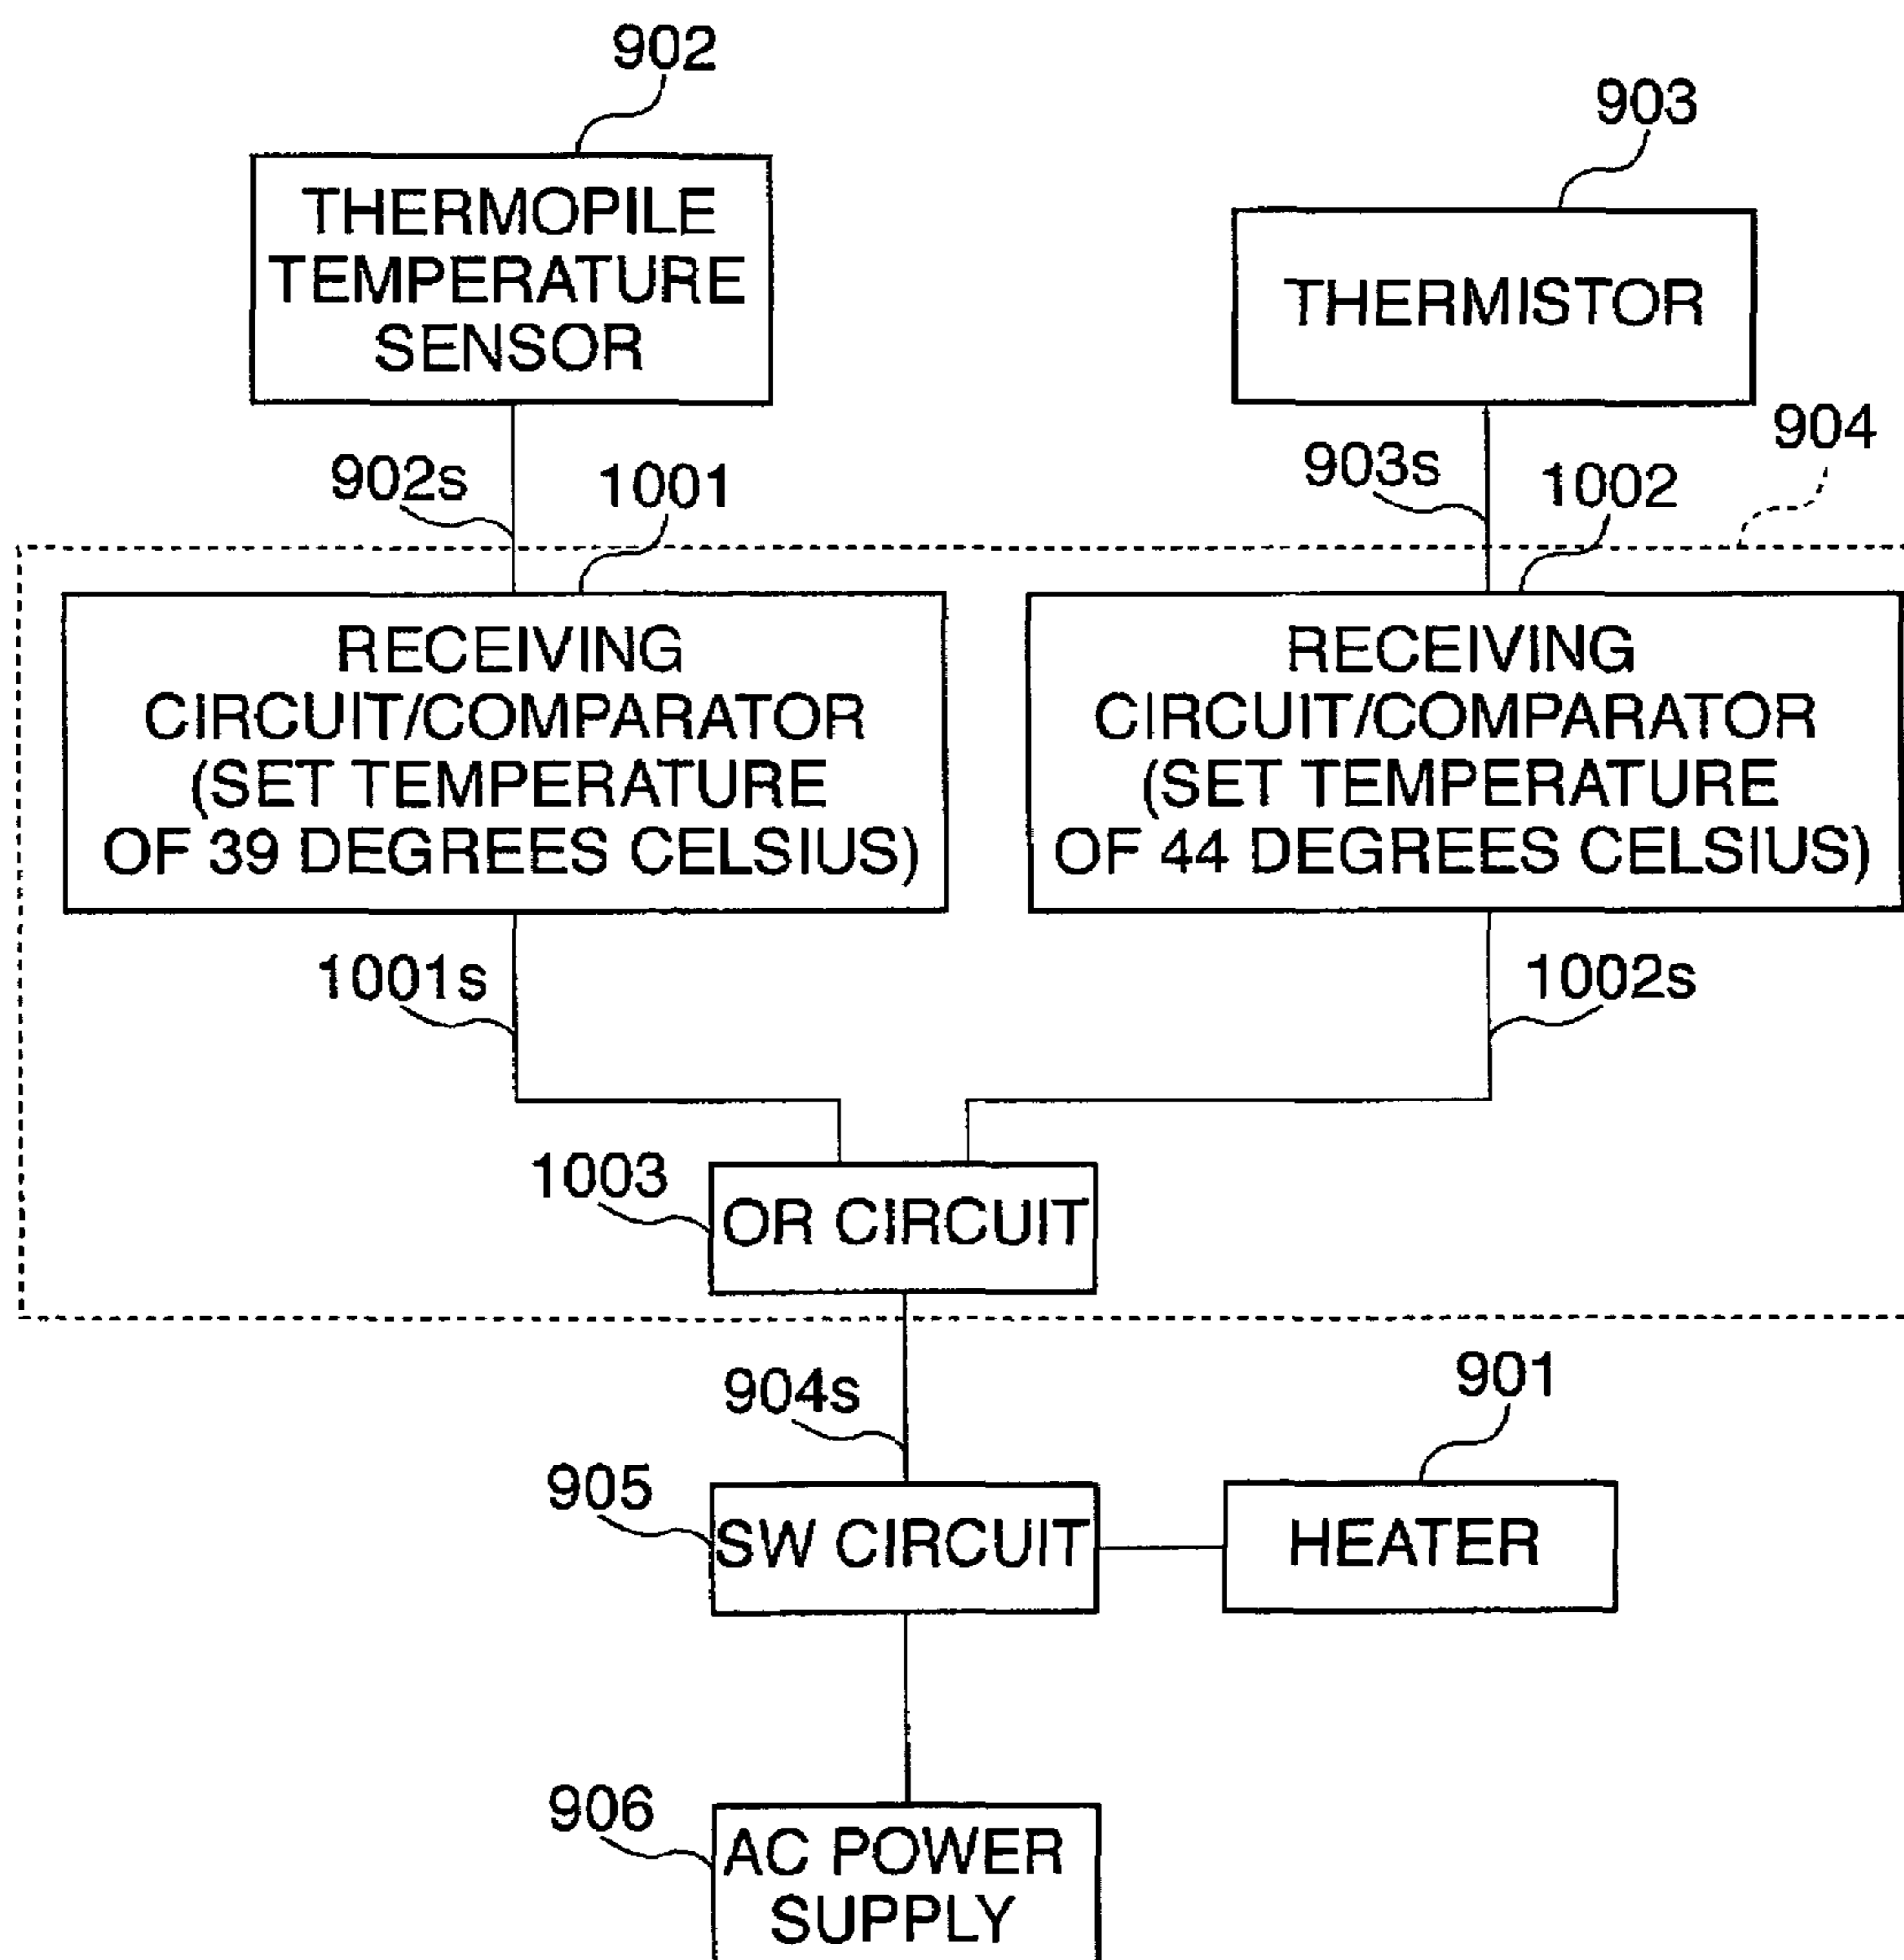 902
903
THERMOPILE
TEMPERATURE
SENSOR
THERMISTOR
904
902s
1001
903s
1002
RECEIVING
CIRCUIT/COMPARATOR
(SET TEMPERATURE
OF 39 DEGREES CELSIUS)
RECEIVING
CIRCUIT/COMPARATOR
(SET TEMPERATURE
OF 44 DEGREES CELSIUS)
1001s
1002s
1003
OR CIRCUIT
904s
901
905
SW CIRCUIT
HEATER
906
AC POWER
SUPPLY